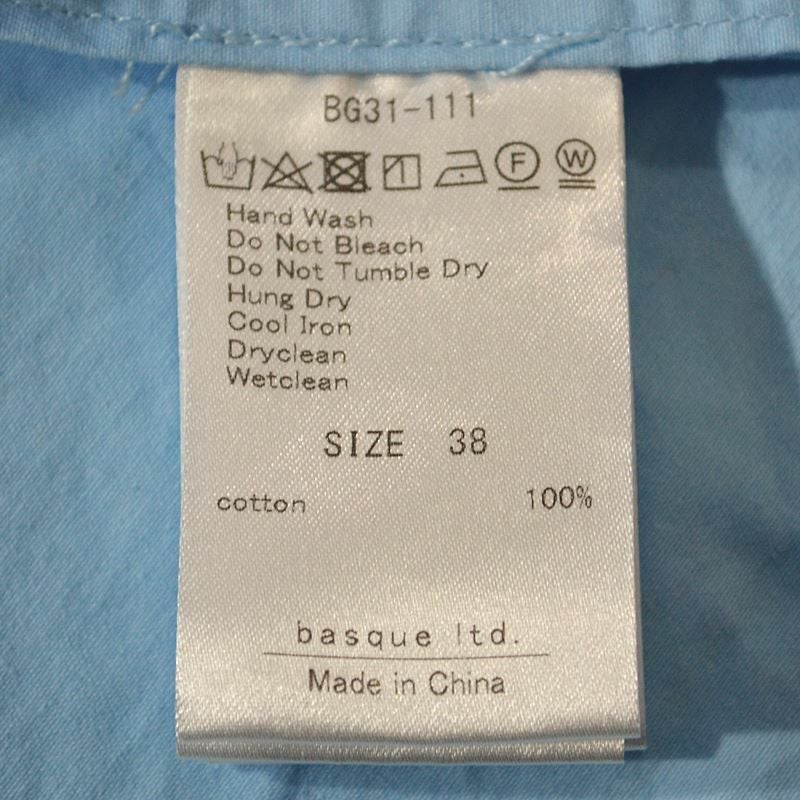 BG31-111
F W
Hand Wash
Do Not Bleach
Do Not Tumble Dry
Hung Dry
Cool Iron
Dryclean
Wetclean
SIZE 38
cotton 100%
basque ltd.
Made in China